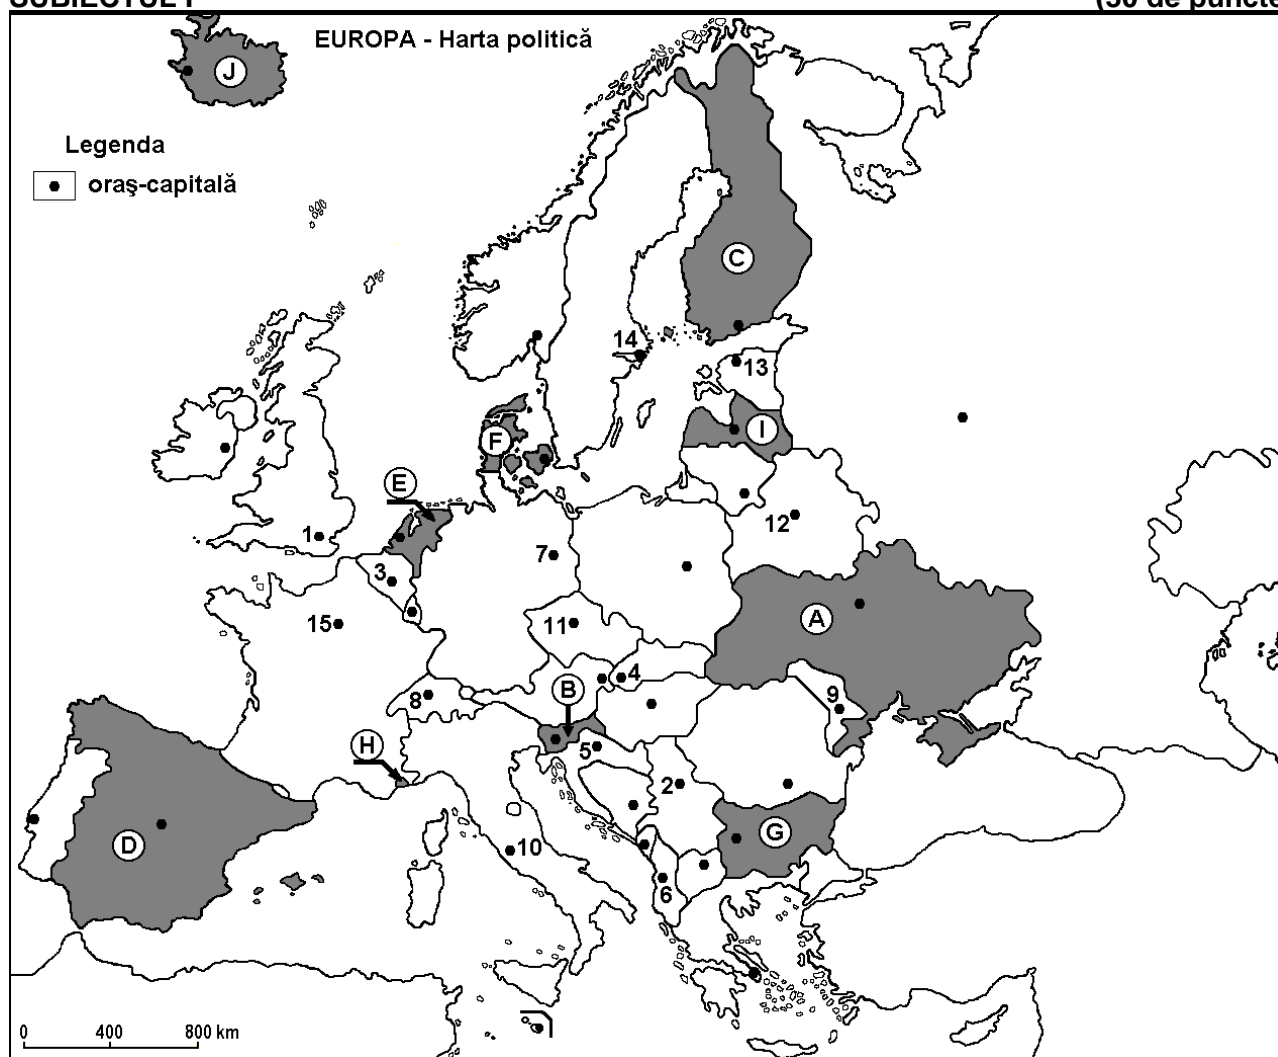 SUBIECTUL I
(30 de puncte
EUROPA - Harta politică
J
Legenda
oraş-capitală
C
14
13
F
I
E
1
12
7
3
A
15
11
4
B
8
9
H
5
2
G
D
10
6
0 400 800 km